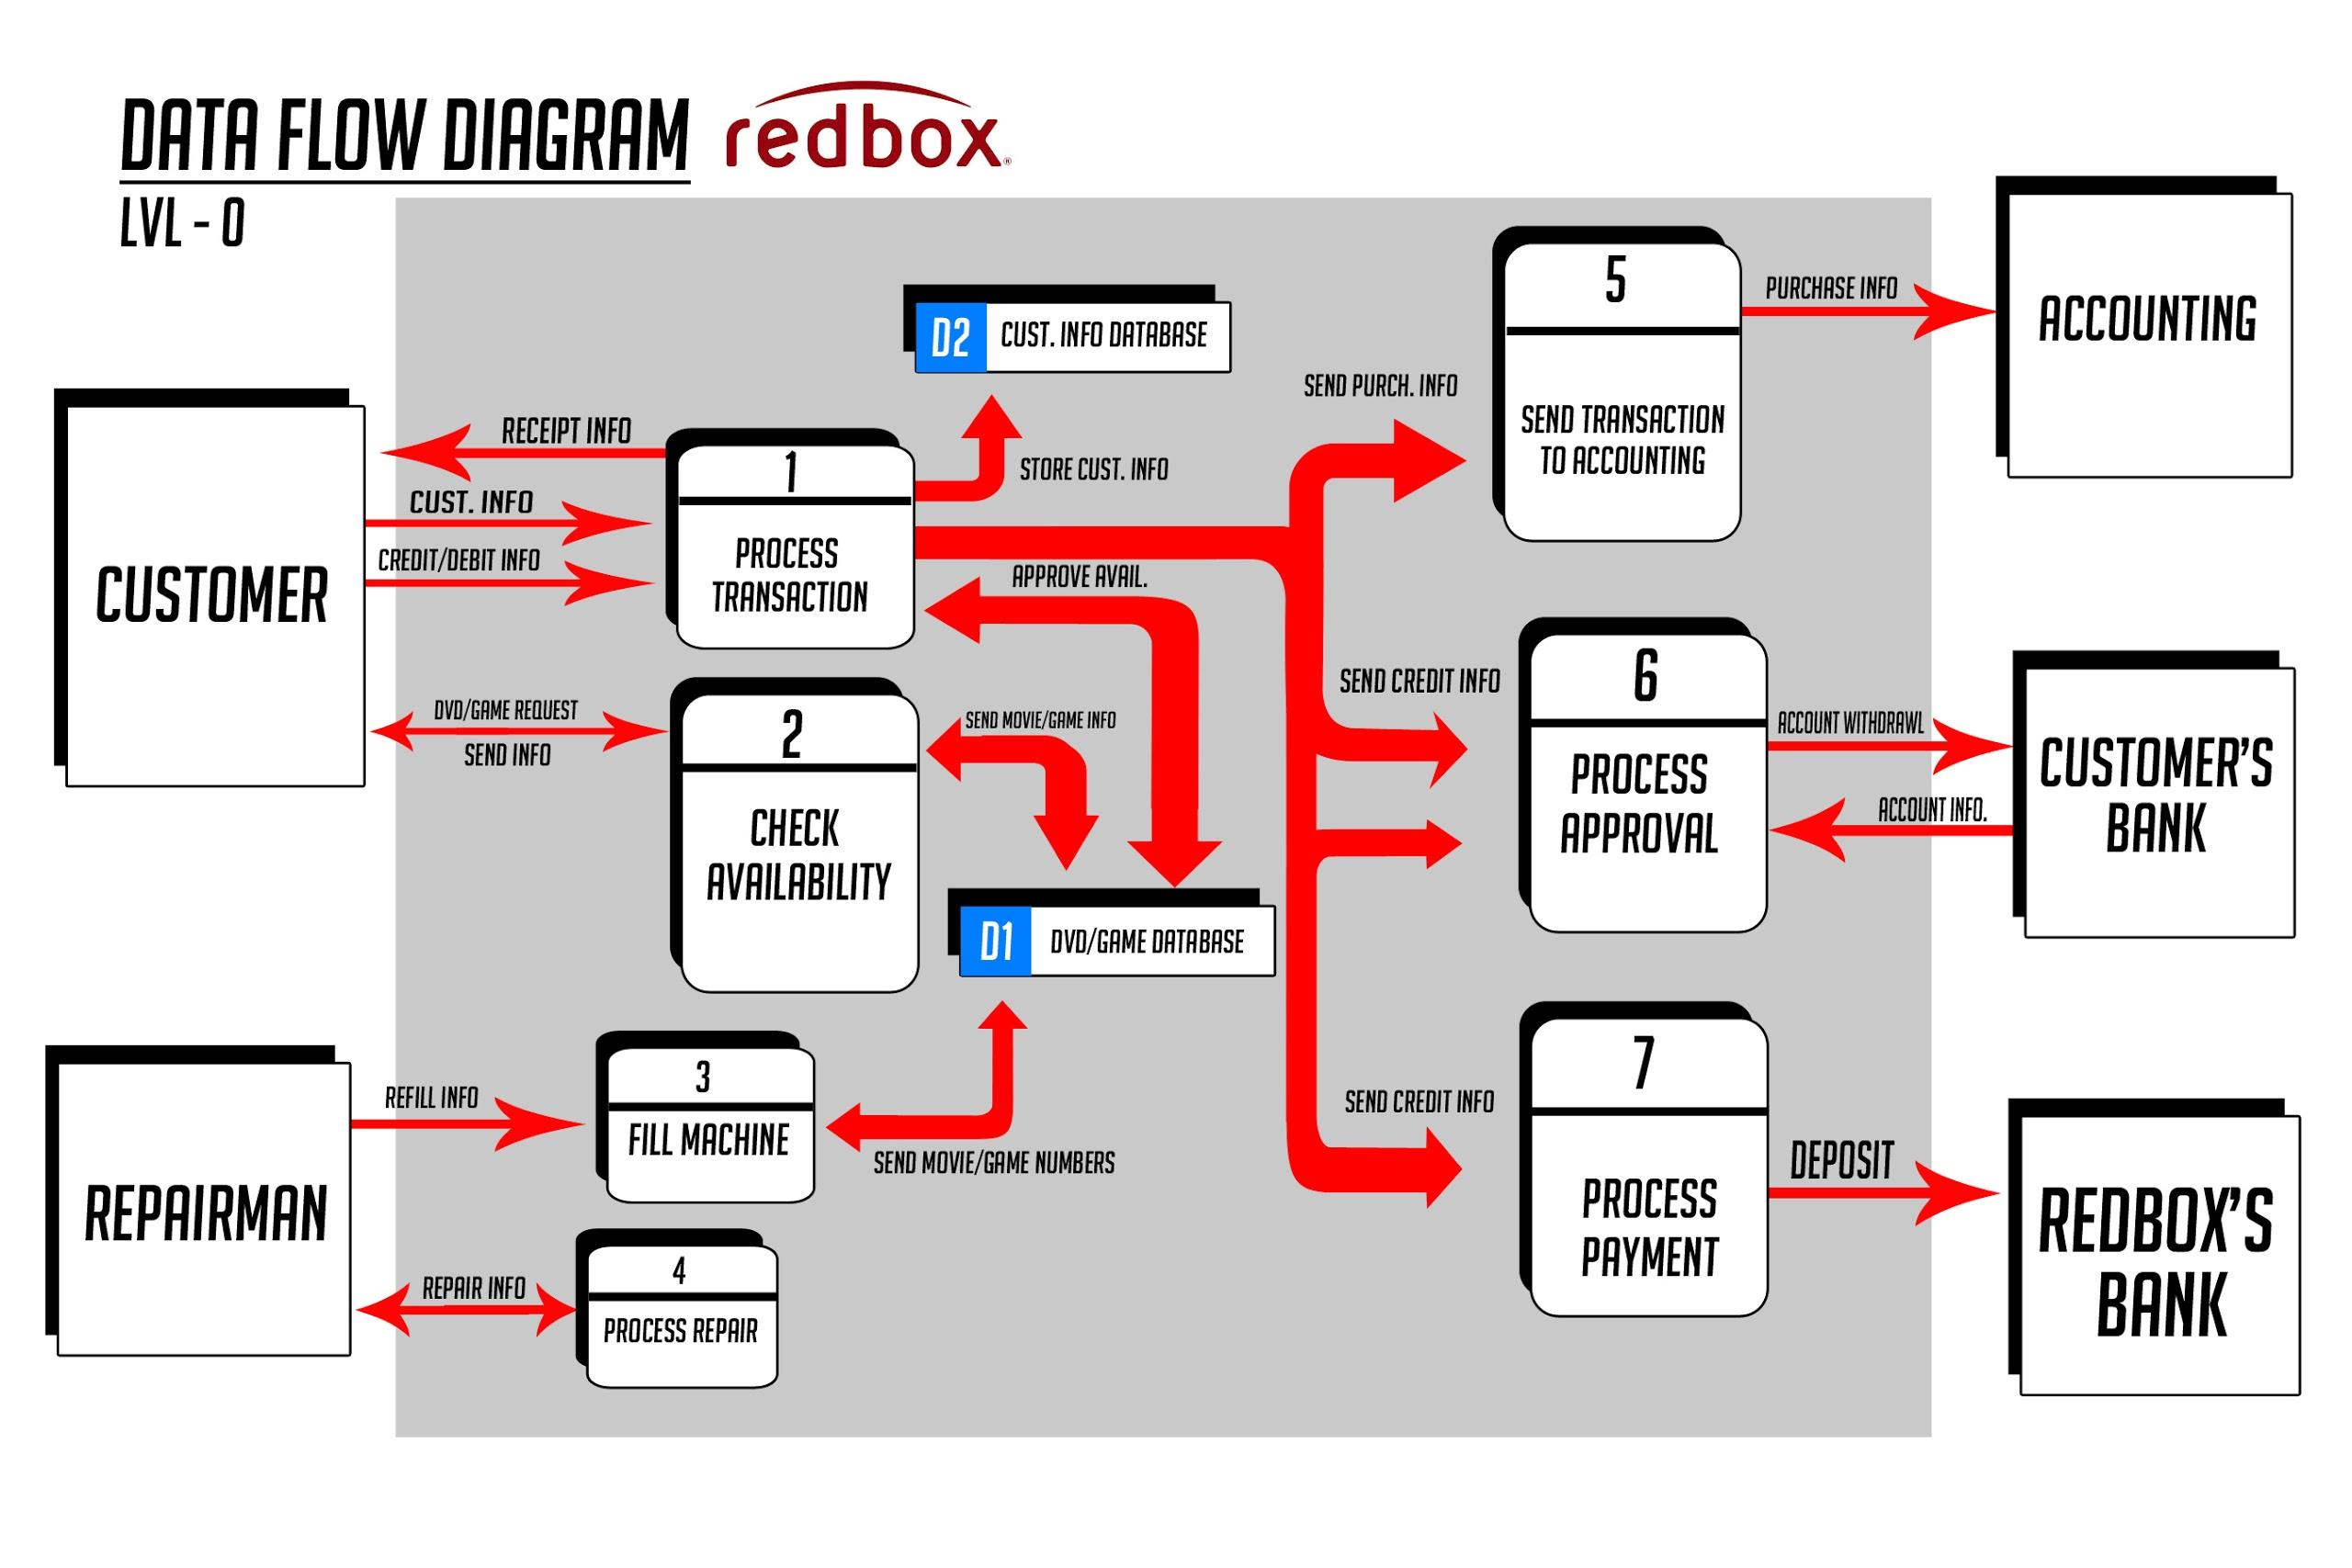 DATA FLOW DIAGRAM
redbox®
LVL - 0
CUSTOMER
RECEIPT INFO
CUST. INFO
CREDIT/DEBIT INFO
DVD/GAME REQUEST
SEND INFO
REPAIRMAN
REFILL INFO
REPAIR INFO
1
PROCESS
TRANSACTION
2
CHECK
AVAILABILITY
3
FILL MACHINE
4
PROCESS REPAIR
D2
CUST. INFO DATABASE
STORE CUST. INFO
APPROVE AVAIL.
SEND MOVIE/GAME INFO
D1
DVD/GAME DATABASE
SEND MOVIE/GAME NUMBERS
SEND PURCH. INFO
SEND CREDIT INFO
SEND CREDIT INFO
5
SEND TRANSACTION
TO ACCOUNTING
6
PROCESS
APPROVAL
7
PROCESS
PAYMENT
PURCHASE INFO
ACCOUNT WITHDRAWL
ACCOUNT INFO.
DEPOSIT
ACCOUNTING
CUSTOMER'S
BANK
REDBOX'S
BANK